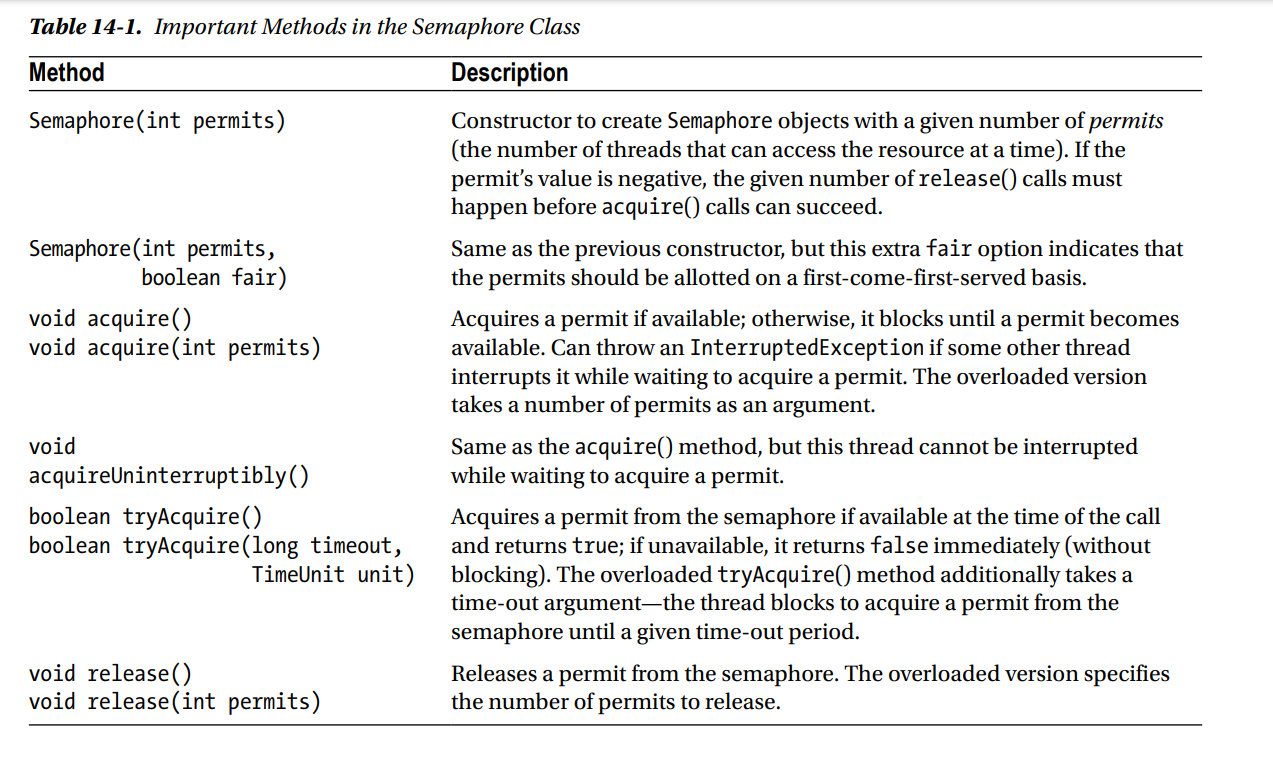 Table 14-1. Important Methods in the Semaphore Class
Method Description
Semaphore(int permits) Constructor to create Semaphore objects with a given number of permits
(the number of threads that can access the resource at a time). If the
permit’s value is negative, the given number of release() calls must
happen before acquire() calls can succeed.
Semaphore(int permits, Same as the previous constructor, but this extra fair option indicates that
boolean fair) the permits should be allotted on a first-come-first-served basis.
void acquire() Acquires a permit if available; otherwise, it blocks until a permit becomes
void acquire(int permits) available. Can throw an InterruptedException if some other thread
interrupts it while waiting to acquire a permit. The overloaded version
takes a number of permits as an argument.
void Same as the acquire() method, but this thread cannot be interrupted
acquireUninterruptibly() while waiting to acquire a permit.
boolean tryAcquire() Acquires a permit from the semaphore if available at the time of the call
boolean tryAcquire(long timeout, and returns true; if unavailable, it returns false immediately (without
TimeUnit unit) blocking). The overloaded tryAcquire() method additionally takes a
time-out argument—the thread blocks to acquire a permit from the
semaphore until a given time-out period.
void release() Releases a permit from the semaphore. The overloaded version specifies
void release(int permits) the number of permits to release.